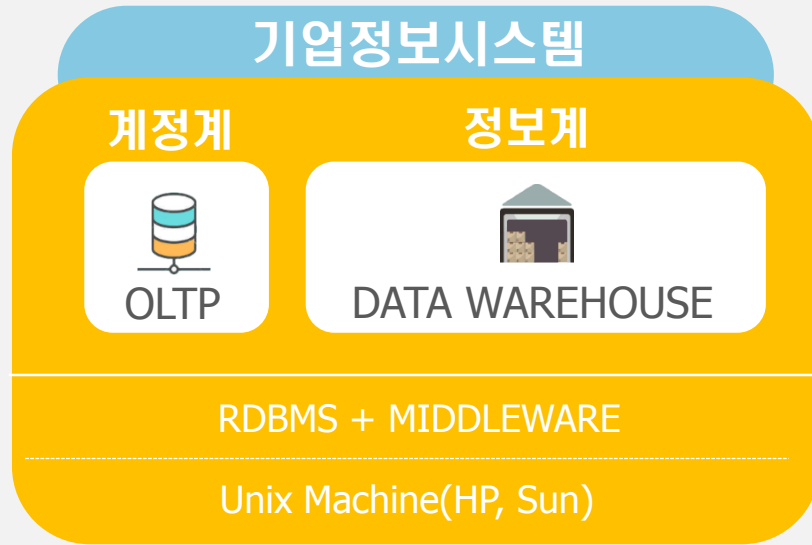 기업정보시스템
계정계
정보계
OLTP
DATA WAREHOUSE
RDBMS + MIDDLEWARE
Unix Machine(HP, Sun)